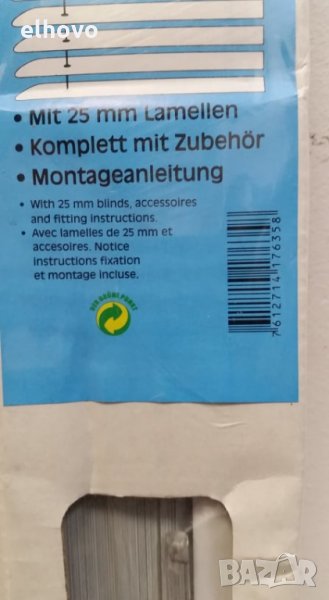 elhovo
• Mit 25 mm Lamellen
• Komplett mit Zubehör
• Montageanleitung
• With 25 mm blinds, accessoires
and fitting instructions.
• Avec lamelles de 25 mm et
accesoires. Notice
instructions fixation
et montage incluse.
7612714176358
DER GRÜNE PUNKT
BAZAR